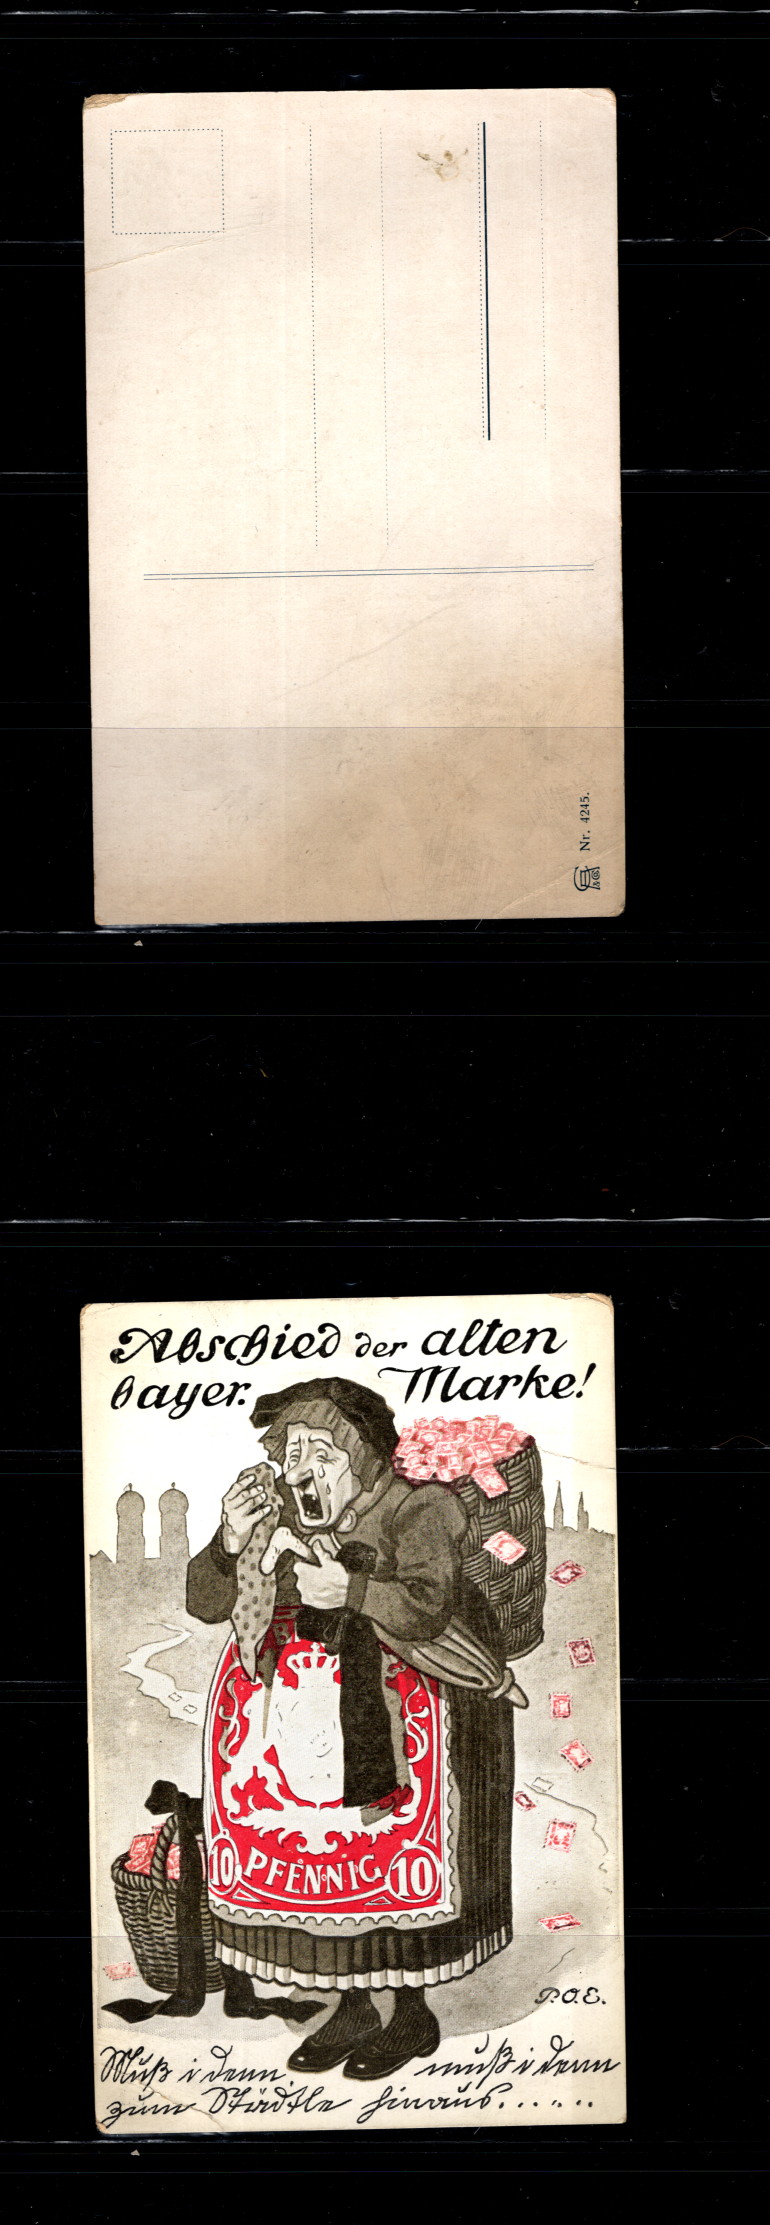 Nr. 4245.
Abschied der alten
bayer. Marke!
10 PFENNIG 10
P.O.E.
Muß i denn, muß i denn
zum Städtle hinaus......